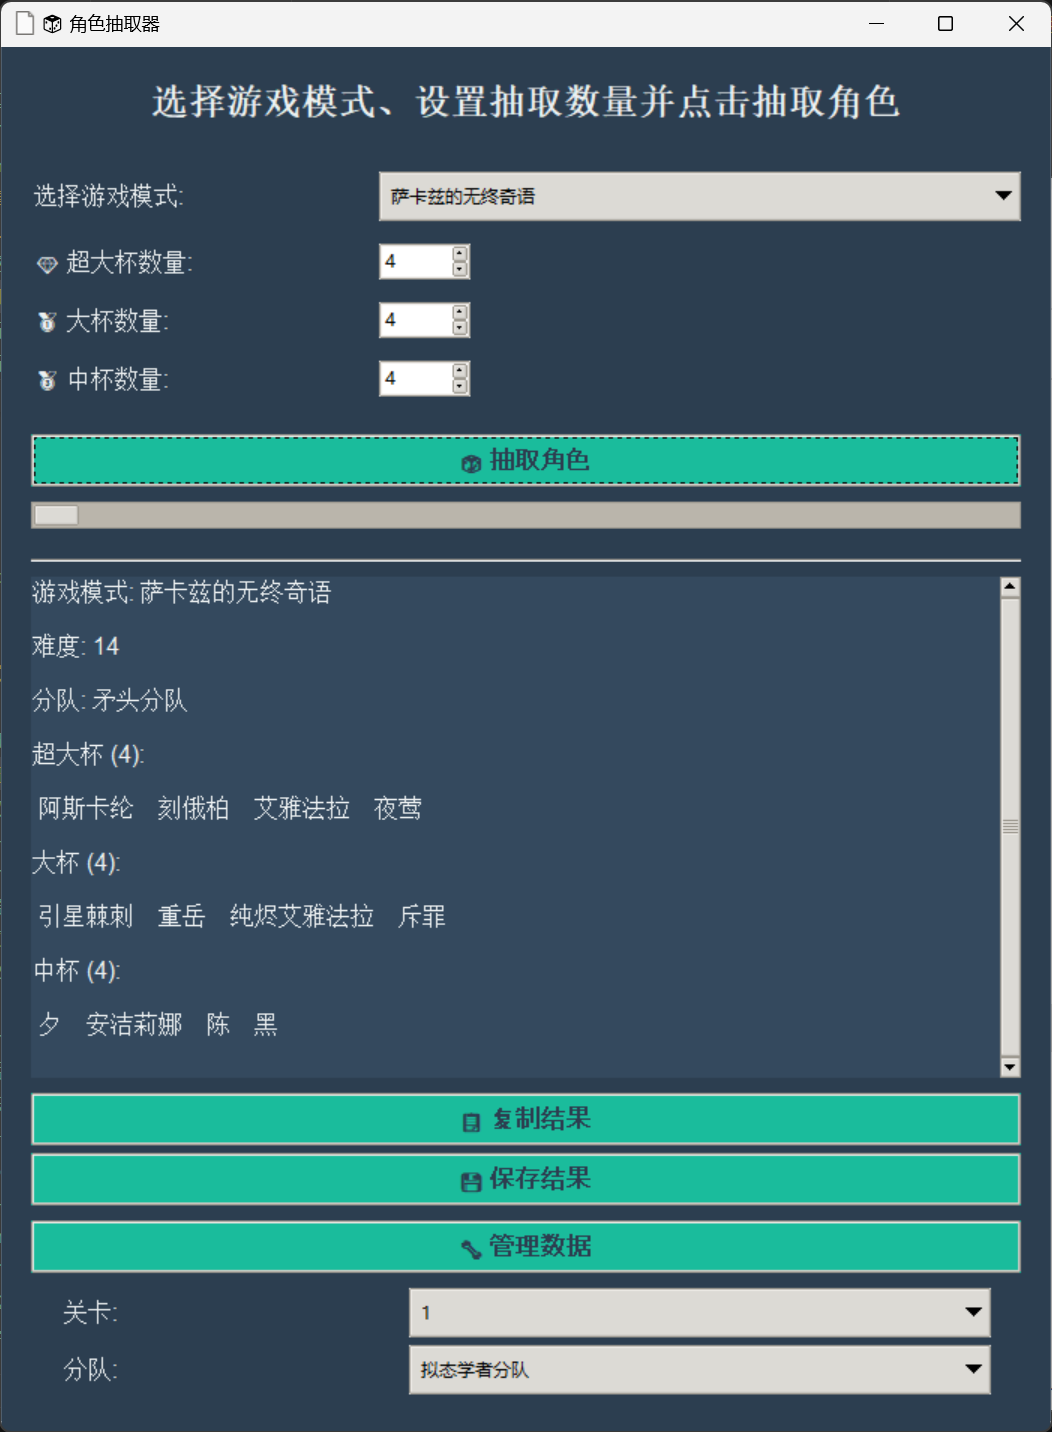 角色抽取器
选择游戏模式、设置抽取数量并点击抽取角色
选择游戏模式: 萨卡兹的无终奇语
超大杯数量: 4
大杯数量: 4
中杯数量: 4
抽取角色
游戏模式: 萨卡兹的无终奇语
难度: 14
分队: 矛头分队
超大杯 (4):
阿斯卡纶 刻俄柏 艾雅法拉 夜莺
大杯 (4):
引星棘刺 重岳 纯烬艾雅法拉 斥罪
中杯 (4):
夕 安洁莉娜 陈 黑
复制结果
保存结果
管理数据
关卡: 1
分队: 拟态学者分队